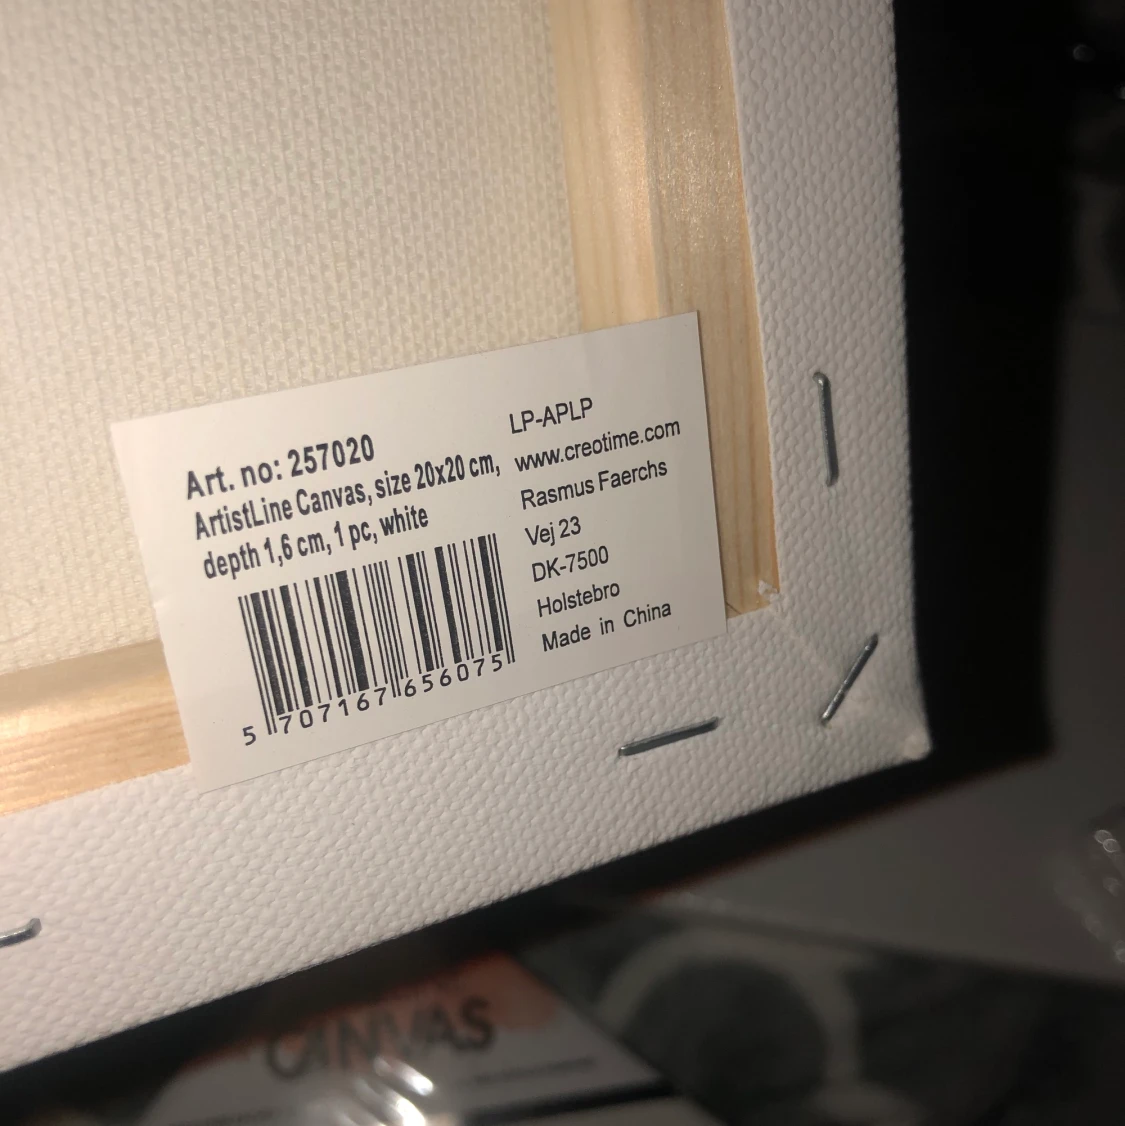 Art. no: 257020
ArtistLine Canvas, size 20x20 cm,
depth 1,6 cm, 1 pc, white
5 707167 656075
LP-APLP
www.creotime.com
Rasmus Faerchs
Vej 23
DK-7500
Holstebro
Made in China
CANVAS